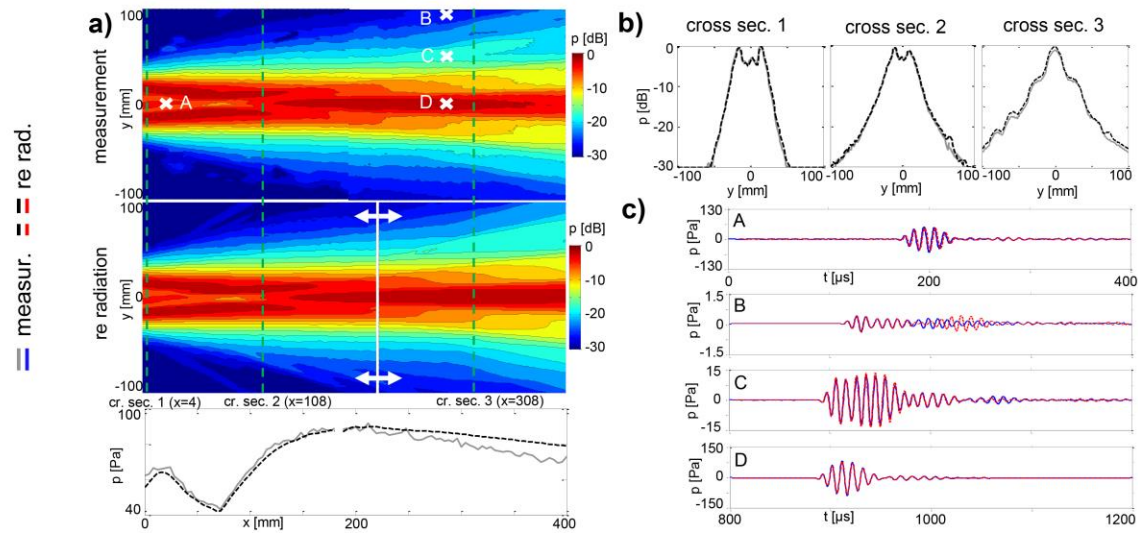 measur. re rad.
a)
measurement
y [mm]
100
0
-100
A
B
C
D
p [dB]
0
-10
-20
-30
re radiation
y [mm]
100
0
-100
p [dB]
0
-10
-20
-30
cr. sec. 1 (x=4) cr. sec. 2 (x=108) cr. sec. 3 (x=308)
p [Pa]
100
40
0 200 400
x [mm]
b)
cross sec. 1 cross sec. 2 cross sec. 3
p [dB]
0
-10
-20
-30
-100 0 100 -100 0 100 -100 0 100
y [mm] y [mm] y [mm]
c)
A
p [Pa]
130
0
-130
0 200 400
t [µs]
B
p [Pa]
1.5
0
-1.5
C
p [Pa]
15
0
-15
D
p [Pa]
150
0
-150
800 1000 1200
t [µs]